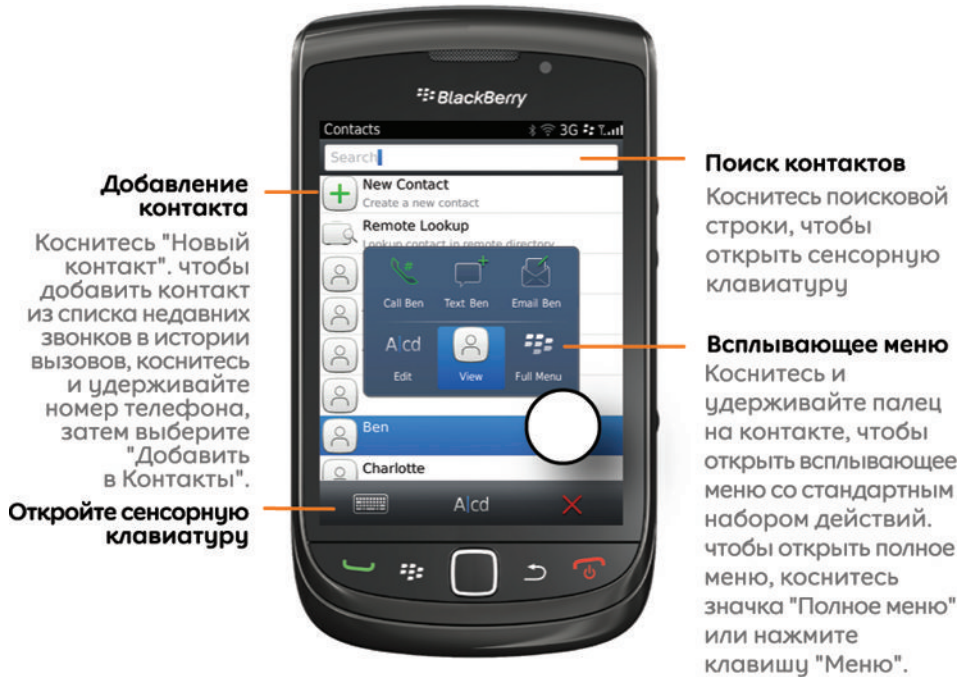 BlackBerry
Contacts
3G
Search
New Contact
Create a new contact
Remote Lookup
Lookup contact in remote directory
Call Ben
Text Ben
Email Ben
A|cd
Edit
View
Full Menu
Ben
Charlotte
A|cd
Добавление
контакта
Коснитесь "Новый
контакт". чтобы
добавить контакт
из списка недавних
звонков в истории
вызовов, коснитесь
и удерживайте
номер телефона,
затем выберите
"Добавить
в Контакты".
Откройте сенсорную
клавиатуру
Поиск контактов
Коснитесь поисковой
строки, чтобы
открыть сенсорную
клавиатуру
Всплывающее меню
Коснитесь и
удерживайте палец
на контакте, чтобы
открыть всплывающее
меню со стандартным
набором действий.
чтобы открыть полное
меню, коснитесь
значка "Полное меню"
или нажмите
клавишу "Меню".